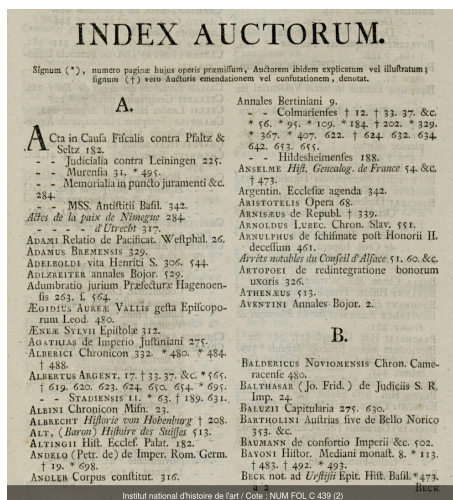 INDEX AUCTORUM.
Signum (*), numero paginæ hujus operis præmissum, Auctorem ibidem explicatum vel illustratum;
signum (†) vero Auctoris emendationem vel confutationem, denotat.
A.
Acta in Causa Fiscalis contra Pfaltz &
Seltz 182.
- - Judicialia contra Leiningen 225.
- - Murensia 31. * 495.
- - Memorialia in puncto juramenti &c.
284.
- - MSS. Antistitii Basil. 342.
Actes de la paix de Nimegue 284.
- - - - d'Utrecht 317.
ADAMI Relatio de Pacificat. Westphal. 26.
ADAMUS BREMENSIS 329.
ADELBOLDI vita Henrici S. 306. 544.
ADLZREITER annales Bojor. 529.
Adumbratio jurium Præfecturæ Hagenoen-
sis 263. f. 564.
ÆGIDIUS AUREÆ VALLIS gesta Episcopo-
rum Leod. 480.
ÆNEÆ SYLVII Epistolæ 312.
AGATHIAS de Imperio Justiniani 275.
ALBERICI Chronicon 332. * 480. * 484.
† 488.
ALBERTUS ARGENT. 17. † 33. 37. &c. * 565.
† 619. 620. 623. 624. 650. 654. * 695.
- - STADIENSIS 11. * 63. † 189. 631.
ALBINI Chronicon Misn. 23.
ALBRECHT Historie von Hohenburg † 208.
ALT, (Baron) Histoire des Suisses 513.
ALTINGII Hist. Eccles. Palat. 182.
ANDELO (Petr. de) de Imper. Rom. Germ.
† 19. * 698.
ANDLER Corpus constitut. 316.
Annales Bertiniani 9.
- - Colmarienses † 12. † 33. 37. &c.
* 56. * 95. * 109. * 184. † 202. * 329.
* 367. * 407. 622. † 624. 632. 634.
642. 653. 655.
- - Hildesheimenses 188.
ANSELME Hist. Genealog. de France 54. &c.
† 473.
Argentin. Ecclesiæ agenda 342.
ARISTOTELIS Opera 68.
ARNISÆUS de Republ. † 339.
ARNOLDUS LUBEC. Chron. Slav. 551.
ARNULPHUS de schismate post Honorii II.
decessum 461.
Arrêts notables du Conseil d'Alsace 51. 60. &c.
ARTOPOEI de redintegratione bonorum
uxoris 326.
ATHENÆUS 513.
AVENTINI Annales Bojor. 2.
B.
BALDERICUS NOVIOMENSIS Chron. Came-
racense 480.
BALTHASAR (Jo. Frid.) de Judiciis S. R.
Imp. 24.
BALUZII Capitularia 275. 630.
BARTHOLINI Austrias sive de Bello Norico
353. &c.
BAUMANN de consortio Imperii &c. 502.
BAYONI Histor. Mediani monast. 8. * 113.
† 483. † 492. * 493.
BECK not. ad Urstisii Epit. Hist. Basil. * 473.
a 2 BECK
Institut national d'histoire de l'art / Cote : NUM FOL C 439 (2)